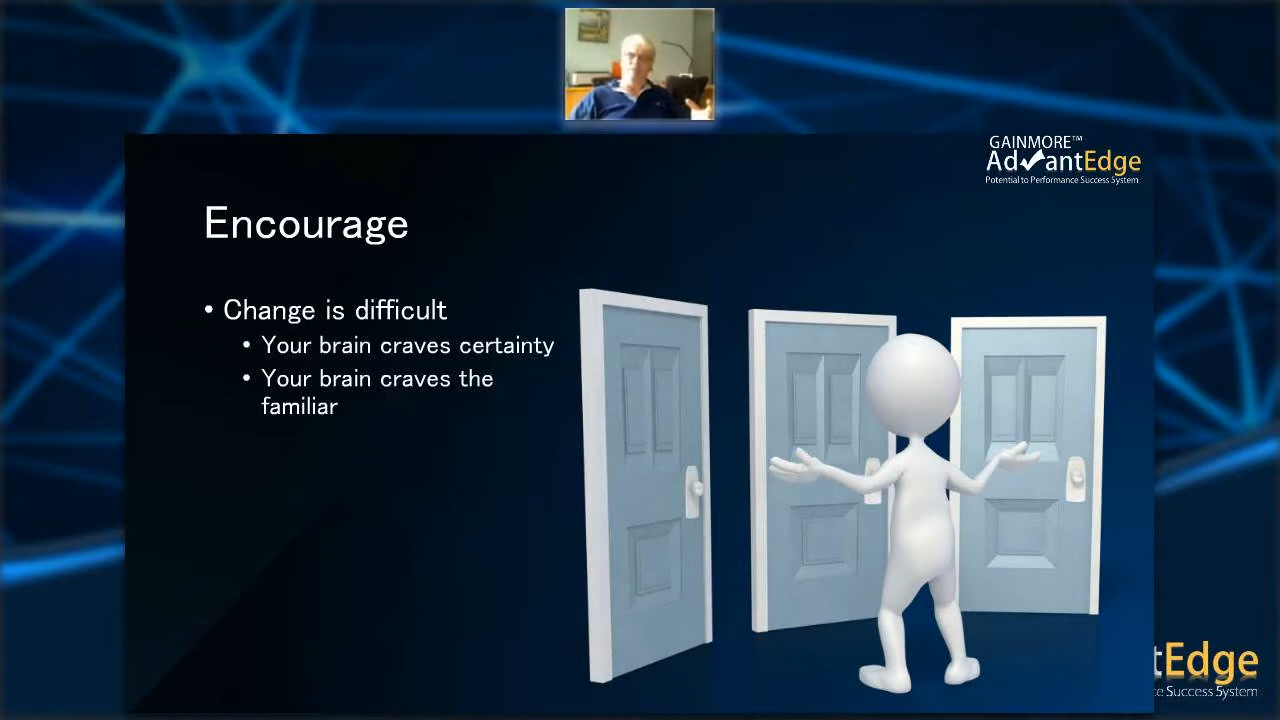 GAINMORE™
AdvantEdge
Potential to Performance Success System
Encourage
• Change is difficult
• Your brain craves certainty
• Your brain craves the
familiar
tEdge
ce Success System